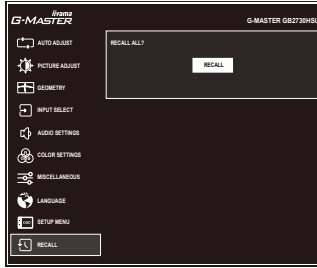 iiyama
G-MASTER
G-MASTER GB2730HSU
AUTO ADJUST
RECALL ALL?
PICTURE ADJUST
RECALL
GEOMETRY
INPUT SELECT
AUDIO SETTINGS
COLOR SETTINGS
MISCELLANEOUS
LANGUAGE
OSD
SETUP MENU
RECALL